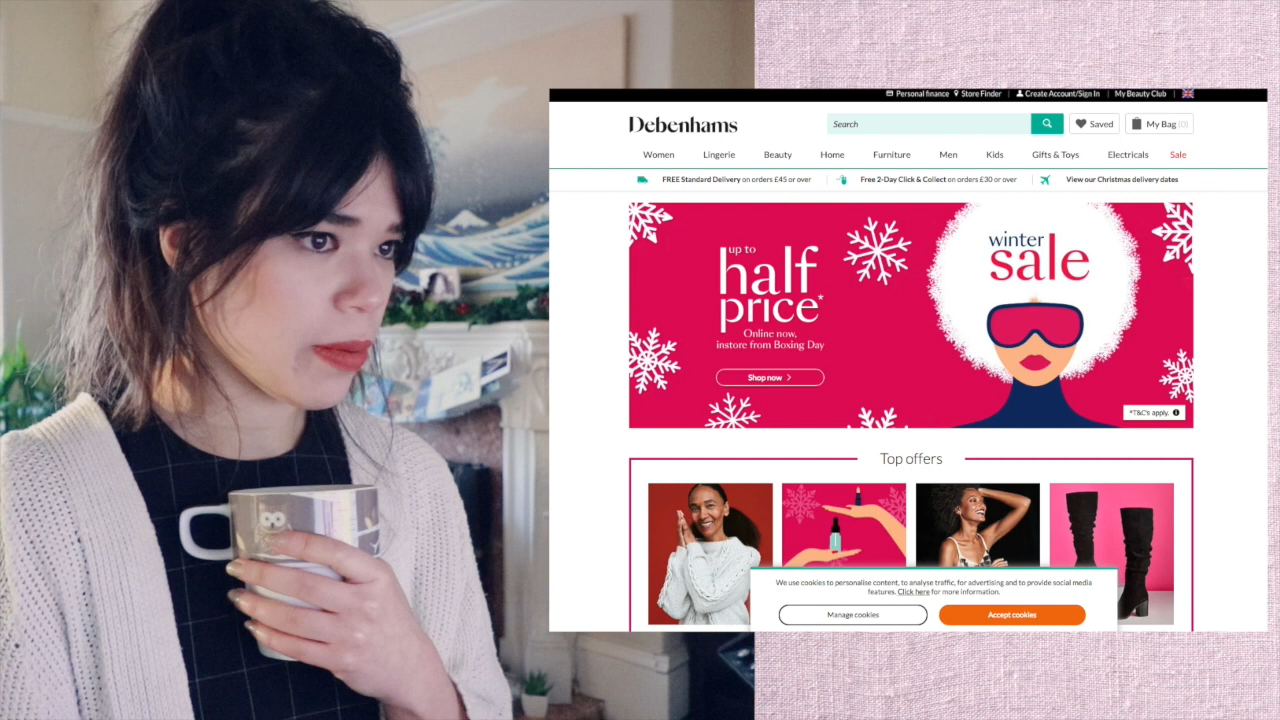 Personal finance Store Finder | Create Account/Sign In | My Beauty Club |
Debenhams
Search
Saved
My Bag (0)
Women Lingerie Beauty Home Furniture Men Kids Gifts & Toys Electricals Sale
FREE Standard Delivery on orders £45 or over
Free 2-Day Click & Collect on orders £30 or over
View our Christmas delivery dates
up to
half
price*
Online now,
instore from Boxing Day
Shop now
winter
sale
*T&C's apply.
Top offers
We use cookies to personalise content, to analyse traffic, for advertising and to provide social media
features. Click here for more information.
Manage cookies
Accept cookies